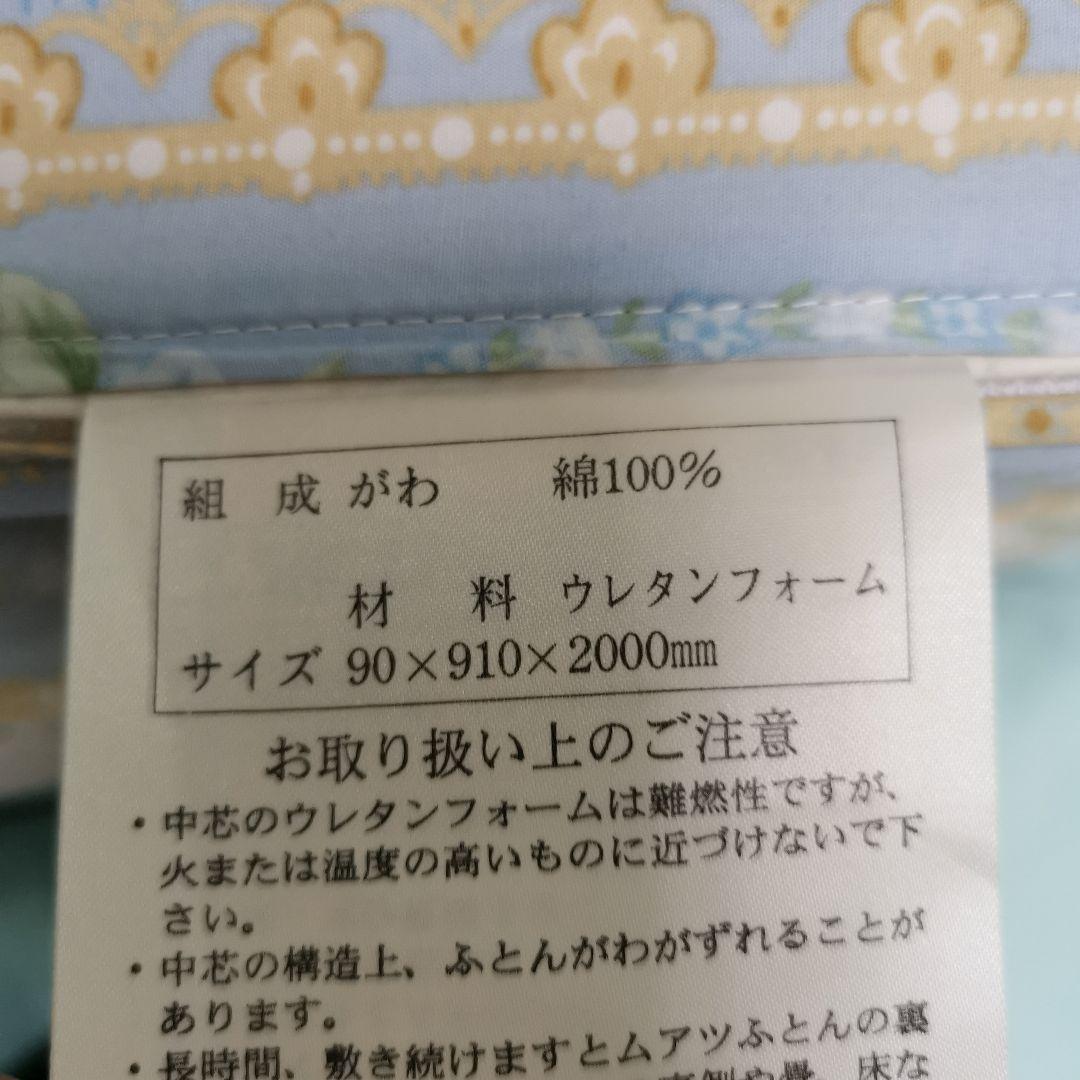 組　成 がわ　綿100％
材　料 ウレタンフォーム
サイズ 90×910×2000㎜
お取り扱い上のご注意
・中芯のウレタンフォームは難燃性ですが、
火または温度の高いものに近づけないで下
さい。
・中芯の構造上、ふとんがわがずれることが
あります。
・長時間、敷き続けますとムアツふとんの裏
床な